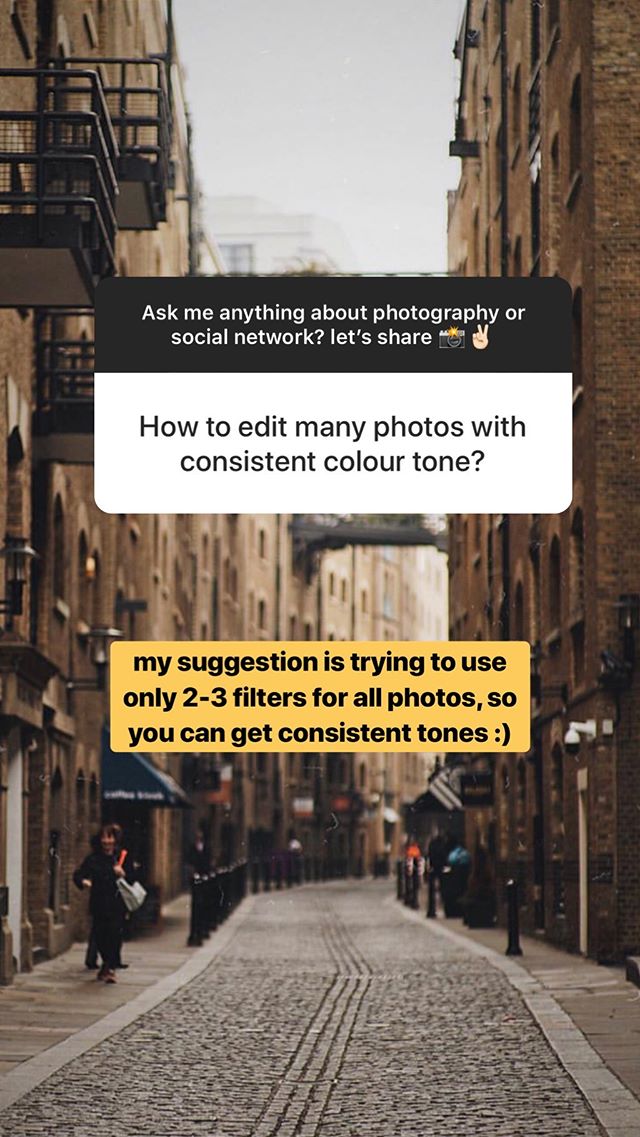 Ask me anything about photography or
social network? let’s share 📸✌🏻
How to edit many photos with
consistent colour tone?
my suggestion is trying to use
only 2-3 filters for all photos, so
you can get consistent tones :)